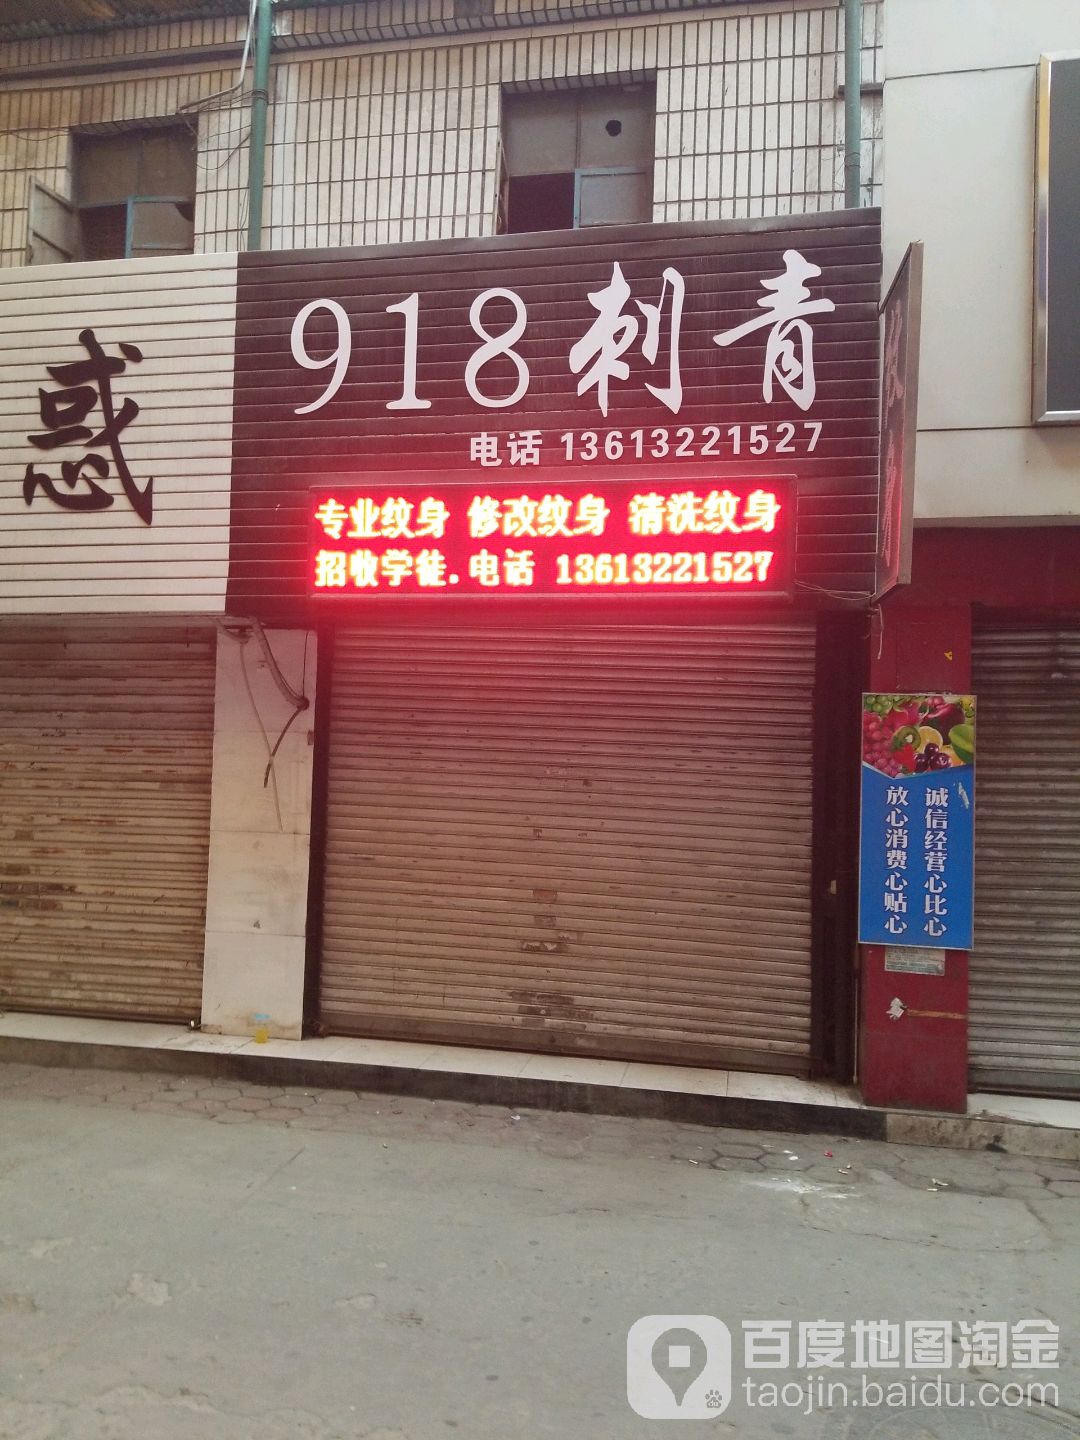 918刺青
电话 13613221527
惑
专业纹身 修改纹身 清洗纹身
招收学徒.电话 13613221527
诚信经营心比心
放心消费心贴心
百度地图淘金
taojin.baidu.com